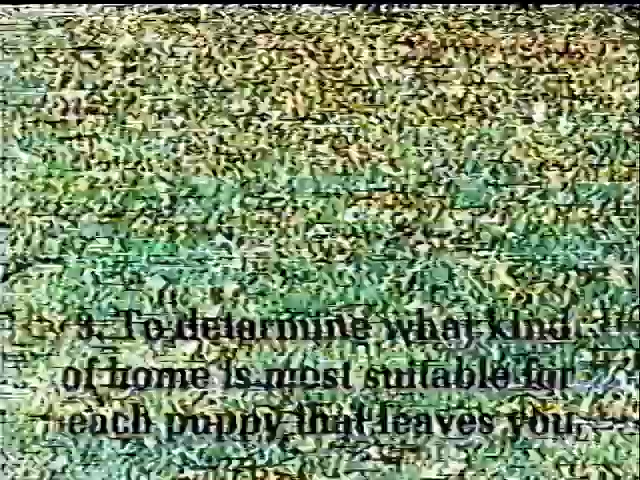 3. To determine what kind
of home is most suitable for
each puppy that leaves you.